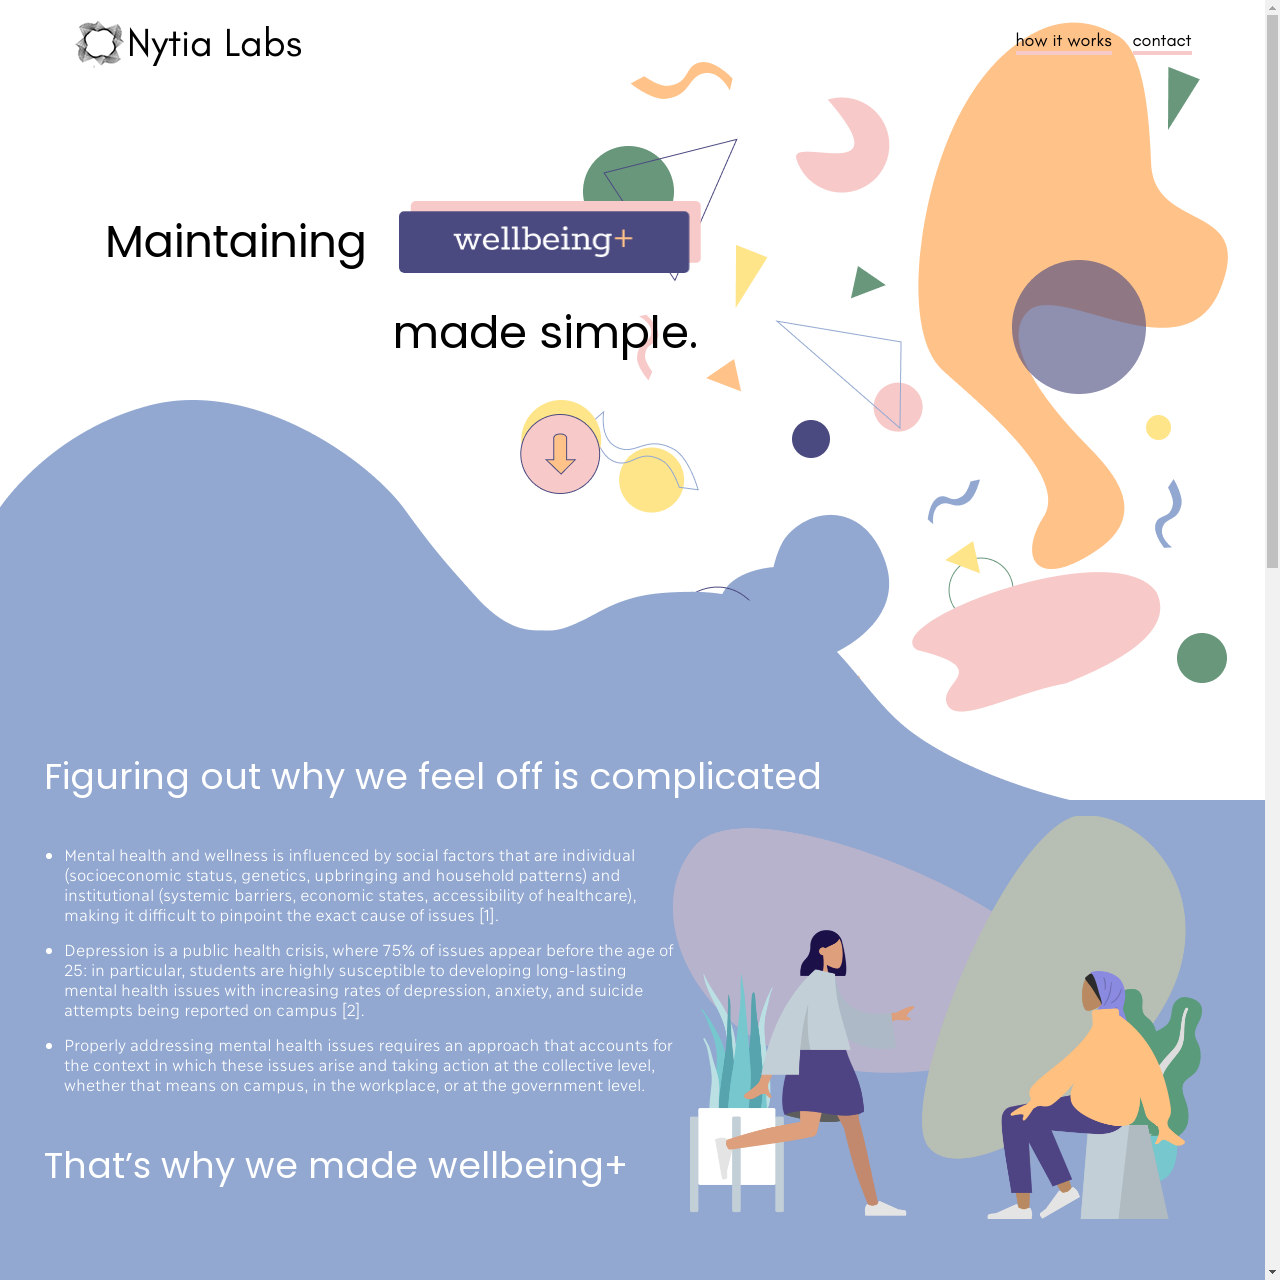 Nytia Labs
how it works contact
Maintaining wellbeing+
made simple.
Figuring out why we feel off is complicated
Mental health and wellness is influenced by social factors that are individual
(socioeconomic status, genetics, upbringing and household patterns) and
institutional (systemic barriers, economic states, accessibility of healthcare),
making it difficult to pinpoint the exact cause of issues [1].
Depression is a public health crisis, where 75% of issues appear before the age of
25: in particular, students are highly susceptible to developing long-lasting
mental health issues with increasing rates of depression, anxiety, and suicide
attempts being reported on campus [2].
Properly addressing mental health issues requires an approach that accounts for
the context in which these issues arise and taking action at the collective level,
whether that means on campus, in the workplace, or at the government level.
That’s why we made wellbeing+